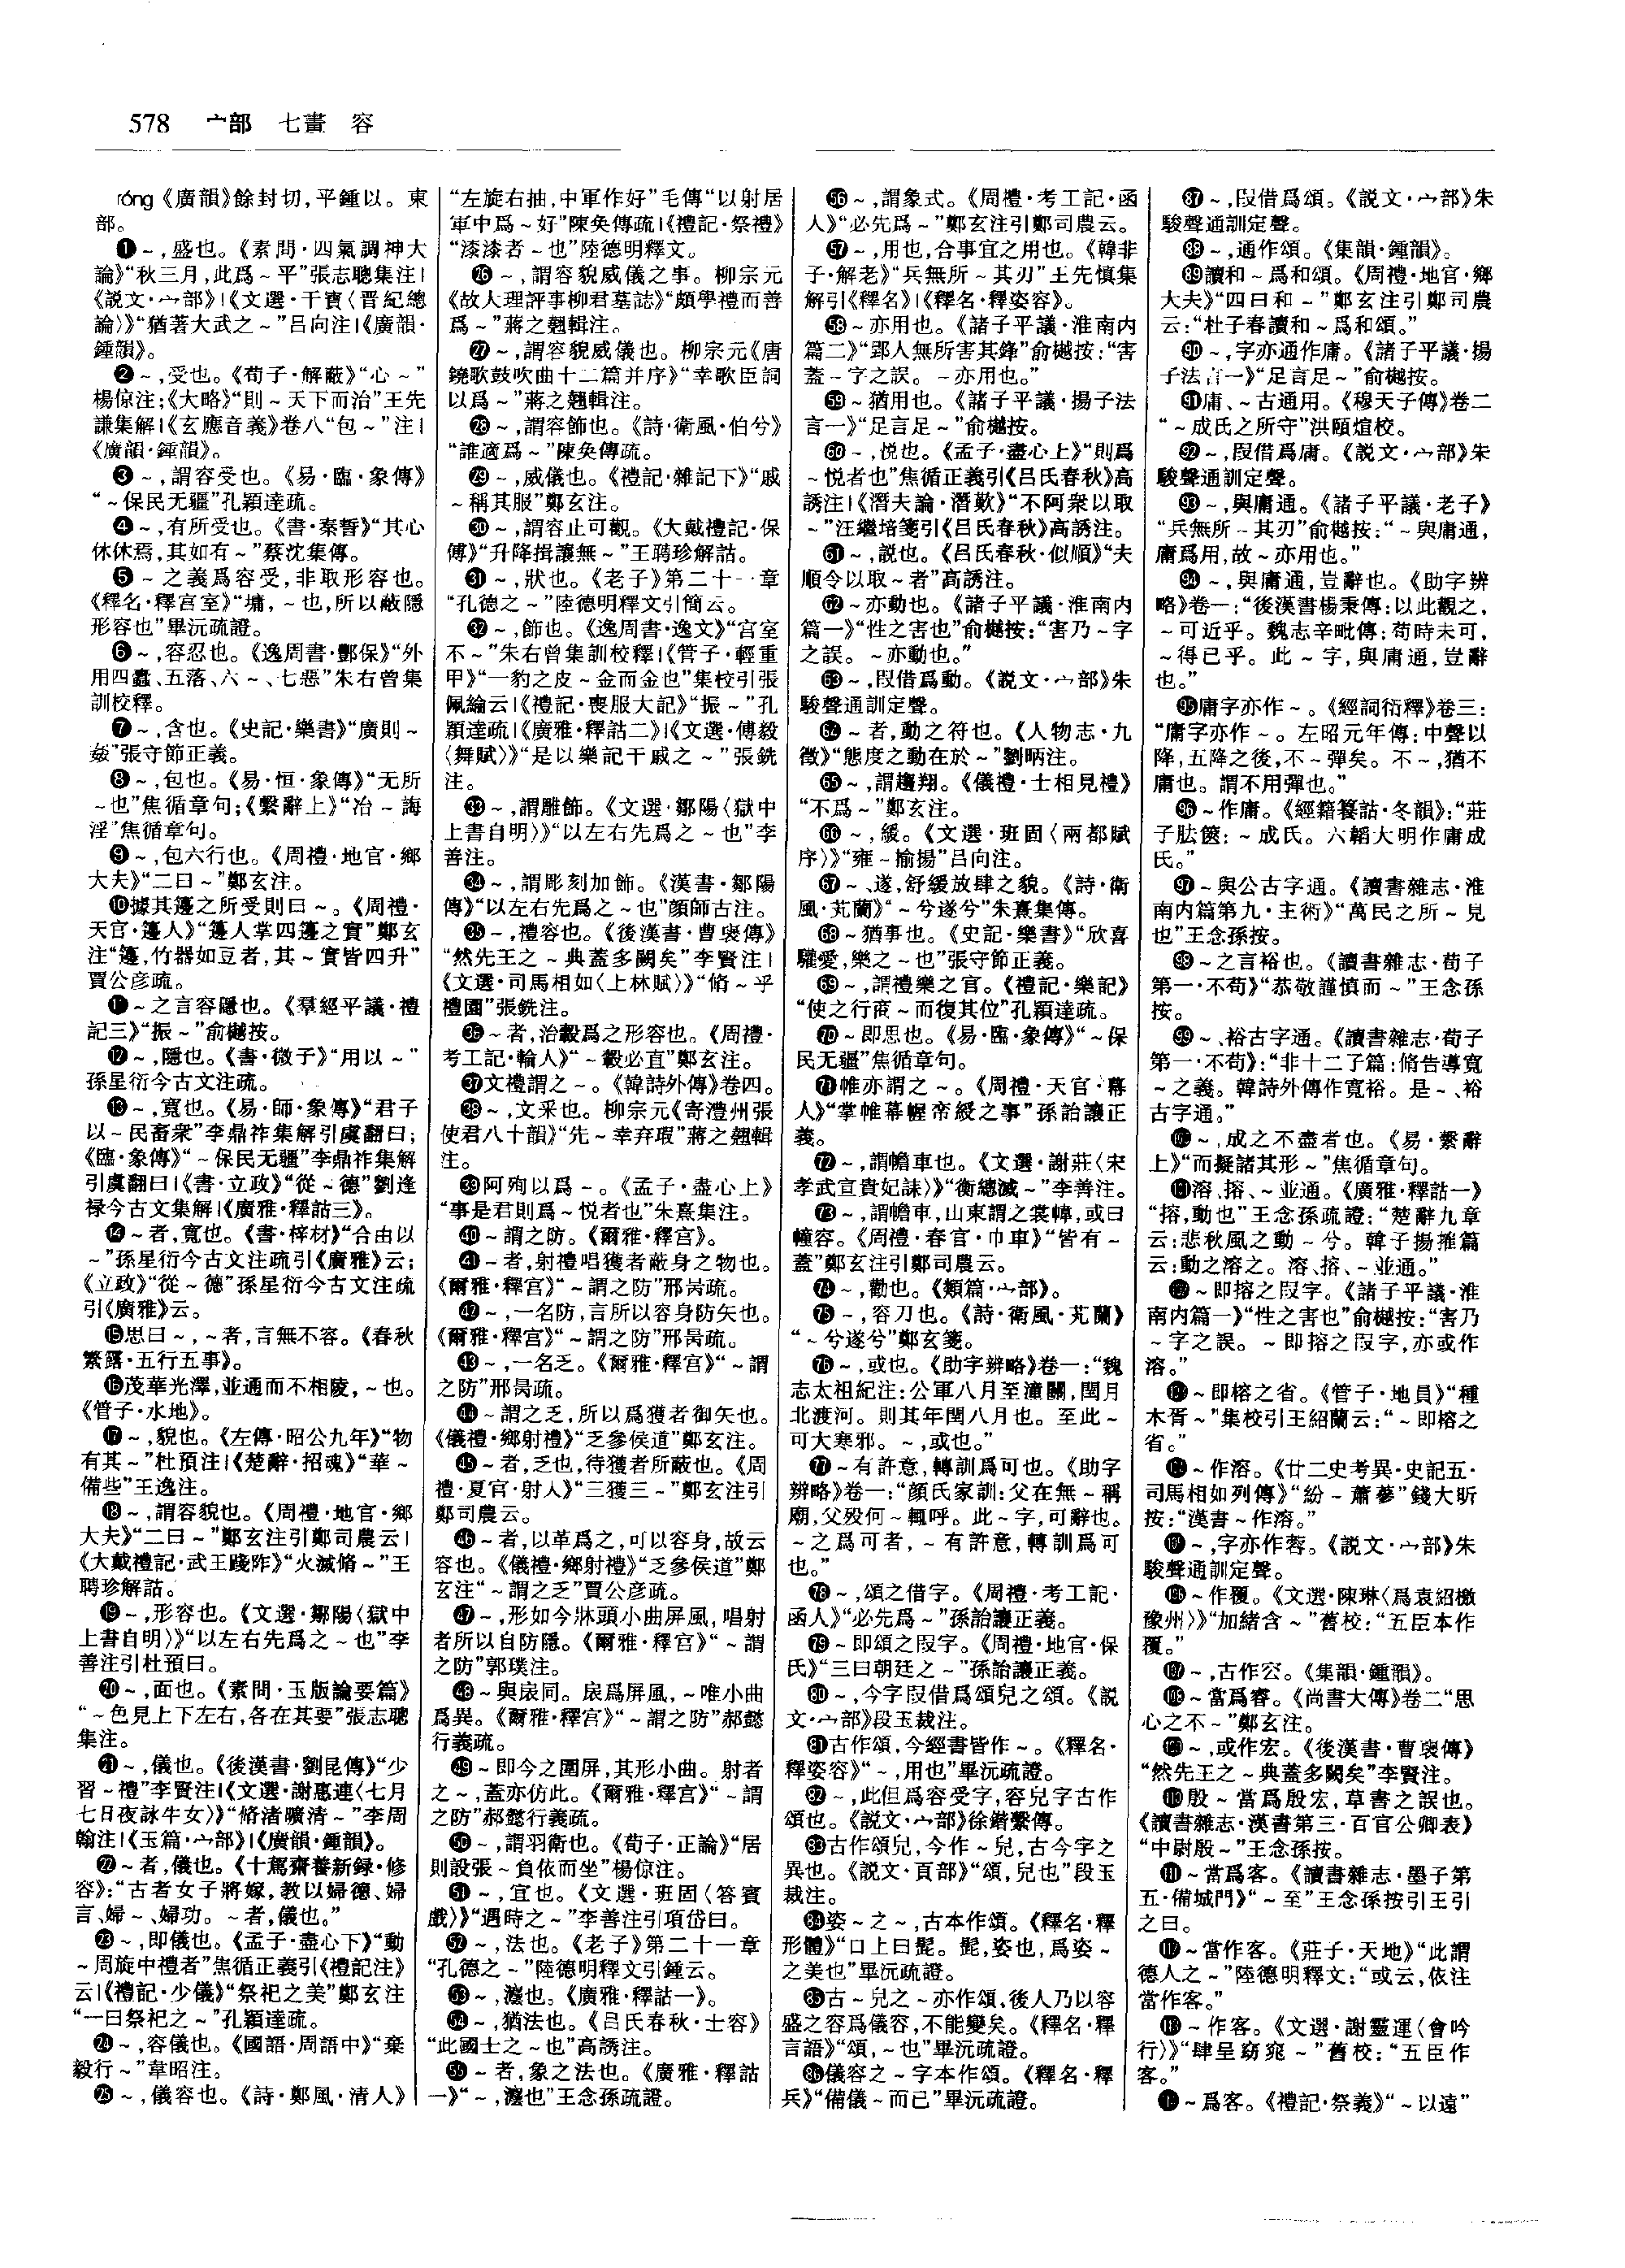 578 宀部 七畫 容
róng《廣韻》餘封切,平鍾以。東
部。
❶～,盛也。《素問·四氣調神大
論》“秋三月,此爲～平”張志聰集注|
《説文·宀部》|《文選·干寶〈晋紀總
論〉》“猶著大武之～”吕向注|《廣韻·
鍾韻》。
❷～,受也。《荀子·解蔽》“心～”
楊倞注;《大略》“則～天下而治”王先
謙集解|《玄應音義》卷八“包～”注|
《廣韻·鍾韻》。
❸～,謂容受也。《易·臨·象傳》
“～保民无疆”孔穎達疏。
❹～,有所受也。《書·秦誓》“其心
休休焉,其如有～”蔡沈集傳。
❺～之義爲容受,非取形容也。
《釋名·釋宫室》“墉,～也,所以蔽隱
形容也”畢沅疏證。
❻～,容忍也。《逸周書·酆保》“外
用四蠹、五落、六～、七惡”朱右曾集
訓校釋。
❼～,含也。《史記·樂書》“廣則～
姦”張守節正義。
❽～,包也。《易·恒·象傳》“无所
～也”焦循章句;《繫辭上》“冶～誨
淫”焦循章句。
❾～,包六行也。《周禮·地官·鄉
大夫》“二曰～”鄭玄注。
❿據其籩之所受則曰～。《周禮·
天官·籩人》“籩人掌四籩之實”鄭玄
注“籩,竹器如豆者,其～實皆四升”
賈公彦疏。
⓫～之言容隱也。《羣經平議·禮
記三》“振～”俞樾按。
⓬～,隱也。《書·微子》“用以～”
孫星衍今古文注疏。
⓭～,寬也。《易·師·象傳》“君子
以～民畜衆”李鼎祚集解引虞翻曰;
《臨·象傳》“～保民无疆”李鼎祚集解
引虞翻曰|《書·立政》“從～德”劉逢
禄今古文集解|《廣雅·釋詁三》。
⓮～者,寬也。《書·梓材》“合由以
～”孫星衍今古文注疏引《廣雅》云;
《立政》“從～德”孫星衍今古文注疏
引《廣雅》云。
⓯思曰～,～者,言無不容。《春秋
繁露·五行五事》。
⓰茂華光澤,並通而不相陵,～也。
《管子·水地》。
⓱～,貌也。《左傳·昭公九年》“物
有其～”杜預注|《楚辭·招魂》“華～
備些”王逸注。
⓲～,謂容貌也。《周禮·地官·鄉
大夫》“二曰～”鄭玄注引鄭司農云|
《大戴禮記·武王踐阼》“火滅脩～”王
聘珍解詁。
⓳～,形容也。《文選·鄒陽〈獄中
上書自明〉》“以左右先爲之～也”李
善注引杜預曰。
⓴～,面也。《素問·玉版論要篇》
“～色見上下左右,各在其要”張志聰
集注。
㉑～,儀也。《後漢書·劉昆傳》“少
習～禮”李賢注|《文選·謝惠連〈七月
七日夜詠牛女〉》“脩渚曠清～”李周
翰注|《玉篇·宀部》|《廣韻·鍾韻》。
㉒～者,儀也。《十駕齋養新録·修
容》:“古者女子將嫁,教以婦德、婦
言、婦～、婦功。～者,儀也。”
㉓～,即儀也。《孟子·盡心下》“動
～周旋中禮者”焦循正義引《禮記注》
云|《禮記·少儀》“祭祀之美”鄭玄注
“一曰祭祀之～”孔穎達疏。
㉔～,容儀也。《國語·周語中》“棄
毅行～”韋昭注。
㉕～,儀容也。《詩·鄭風·清人》
“左旋右抽,中軍作好”毛傳“以射居
軍中爲～好”陳奂傳疏|《禮記·祭禮》
“漆漆者～也”陸德明釋文。
㉖～,謂容貌威儀之事。柳宗元
《故人理評事柳君墓誌》“頗學禮而善
爲～”蔣之翹輯注。
㉗～,謂容貌威儀也。柳宗元《唐
鐃歌鼓吹曲十二篇并序》“幸歌臣詞
以爲～”蔣之翹輯注。
㉘～,謂容飾也。《詩·衛風·伯兮》
“誰適爲～”陳奂傳疏。
㉙～,威儀也。《禮記·雜記下》“戚
～稱其服”鄭玄注。
㉚～,謂容止可觀。《大戴禮記·保
傅》“升降揖讓無～”王聘珍解詁。
㉛～,狀也。《老子》第二十一章
“孔德之～”陸德明釋文引簡云。
㉜～,飾也。《逸周書·逸文》“宫室
不～”朱右曾集訓校釋|《管子·輕重
甲》“一豹之皮～金而金也”集校引張
佩綸云|《禮記·喪服大記》“振～”孔
穎達疏|《廣雅·釋詁二》|《文選·傅毅
〈舞賦〉》“是以樂記干戚之～”張銑
注。
㉝～,謂雕飾。《文選·鄒陽〈獄中
上書自明〉》“以左右先爲之～也”李
善注。
㉞～,謂彫刻加飾。《漢書·鄒陽
傳》“以左右先爲之～也”顔師古注。
㉟～,禮容也。《後漢書·曹襃傳》
“然先王之～典蓋多闕矣”李賢注|
《文選·司馬相如〈上林賦〉》“脩～乎
禮園”張銑注。
㊱～者,治轂爲之形容也。《周禮·
考工記·輪人》“～轂必直”鄭玄注。
㊲文禮謂之～。《韓詩外傳》卷四。
㊳～,文采也。柳宗元《寄澧州張
使君八十韻》“先～幸弃瑕”蔣之翹輯
注。
㊴阿殉以爲～。《孟子·盡心上》
“事是君則爲～悦者也”朱熹集注。
㊵～謂之防。《爾雅·釋宫》。
㊶～者,射禮唱獲者蔽身之物也。
《爾雅·釋宫》“～謂之防”邢昺疏。
㊷～,一名防,言所以容身防矢也。
《爾雅·釋宫》“～謂之防”邢昺疏。
㊸～,一名乏。《爾雅·釋宫》“～謂
之防”邢昺疏。
㊹～謂之乏,所以爲獲者御矢也。
《儀禮·鄉射禮》“乏參侯道”鄭玄注。
㊺～者,乏也,待獲者所蔽也。《周
禮·夏官·射人》“三獲三～”鄭玄注引
鄭司農云。
㊻～者,以革爲之,可以容身,故云
容也。《儀禮·鄉射禮》“乏參侯道”鄭
玄注“～謂之乏”賈公彦疏。
㊼～,形如今牀頭小曲屏風,唱射
者所以自防隱。《爾雅·釋宫》“～謂
之防”郭璞注。
㊽～與扆同。扆爲屏風,～唯小曲
爲異。《爾雅·釋宫》“～謂之防”郝懿
行義疏。
㊾～即今之圍屏,其形小曲。射者
之～,蓋亦仿此。《爾雅·釋宫》“～謂
之防”郝懿行義疏。
㊿～,謂羽衛也。《荀子·正論》“居
則設張～負依而坐”楊倞注。
51～,宜也。《文選·班固〈答賓
戲〉》“遇時之～”李善注引項岱曰。
52～,法也。《老子》第二十一章
“孔德之～”陸德明釋文引鍾云。
53～,灋也。《廣雅·釋詁一》。
54～,猶法也。《吕氏春秋·士容》
“此國士之～也”高誘注。
55～者,象之法也。《廣雅·釋詁
一》“～,灋也”王念孫疏證。
56～,謂象式。《周禮·考工記·函
人》“必先爲～”鄭玄注引鄭司農云。
57～,用也,合事宜之用也。《韓非
子·解老》“兵無所～其刃”王先慎集
解引《釋名》|《釋名·釋姿容》。
58～亦用也。《諸子平議·淮南内
篇二》“郢人無所害其鋒”俞樾按:“害
蓋～字之誤。～亦用也。”
59～猶用也。《諸子平議·揚子法
言一》“足言足～”俞樾按。
60～,悦也。《孟子·盡心上》“則爲
～悦者也”焦循正義引《吕氏春秋》高
誘注|《潛夫論·潛歎》“不阿衆以取
～”汪繼培箋引《吕氏春秋》高誘注。
61～,説也。《吕氏春秋·似順》“夫
順令以取～者”高誘注。
62～亦動也。《諸子平議·淮南内
篇一》“性之害也”俞樾按:“害乃～字
之誤。～亦動也。”
63～,叚借爲動。《説文·宀部》朱
駿聲通訓定聲。
64～者,動之符也。《人物志·九
徵》“態度之動在於～”劉昞注。
65～,謂趨翔。《儀禮·士相見禮》
“不爲～”鄭玄注。
66～,緩。《文選·班固〈兩都賦
序〉》“雍～揄揚”吕向注。
67～、遂,舒緩放肆之貌。《詩·衛
風·芄蘭》“～兮遂兮”朱熹集傳。
68～猶事也。《史記·樂書》“欣喜
驩愛,樂之～也”張守節正義。
69～,謂禮樂之官。《禮記·樂記》
“使之行商～而復其位”孔穎達疏。
70～即思也。《易·臨·象傳》“～保
民无疆”焦循章句。
71帷亦謂之～。《周禮·天官·幕
人》“掌帷幕幄帟綬之事”孫詒讓正
義。
72～,謂幨車也。《文選·謝莊〈宋
孝武宣貴妃誄〉》“衡總滅～”李善注。
73～,謂幨車,山東謂之裳幃,或曰
幢容。《周禮·春官·巾車》“皆有～
蓋”鄭玄注引鄭司農云。
74～,勸也。《類篇·宀部》。
75～,容刀也。《詩·衛風·芄蘭》
“～兮遂兮”鄭玄箋。
76～,或也。《助字辨略》卷一:“魏
志太祖紀注:公軍八月至潼關,閏月
北渡河。則其年閏八月也。至此～
可大寒邪。～,或也。”
77～有許意,轉訓爲可也。《助字
辨略》卷一:“顔氏家訓:父在無～稱
廟,父殁何～輒呼。此～字,可辭也。
～之爲可者,～有許意,轉訓爲可
也。”
78～,頌之借字。《周禮·考工記·
函人》“必先爲～”孫詒讓正義。
79～即頌之叚字。《周禮·地官·保
氏》“三曰朝廷之～”孫詒讓正義。
80～,今字叚借爲頌皃之頌。《説
文·宀部》段玉裁注。
81古作頌,今經書皆作～。《釋名·
釋姿容》“～,用也”畢沅疏證。
82～,此但爲容受字,容皃字古作
頌也。《説文·宀部》徐鍇繫傳。
83古作頌皃,今作～皃,古今字之
異也。《説文·頁部》“頌,皃也”段玉
裁注。
84姿～之～,古本作頌。《釋名·釋
形體》“口上曰髭。髭,姿也,爲姿～
之美也”畢沅疏證。
85古～皃之～亦作頌,後人乃以容
盛之容爲儀容,不能變矣。《釋名·釋
言語》“頌,～也”畢沅疏證。
86儀容之～字本作頌。《釋名·釋
兵》“備儀～而已”畢沅疏證。
87～,叚借爲頌。《説文·宀部》朱
駿聲通訓定聲。
88～,通作頌。《集韻·鍾韻》。
89讀和～爲和頌。《周禮·地官·鄉
大夫》“四曰和～”鄭玄注引鄭司農
云:“杜子春讀和～爲和頌。”
90～,字亦通作庸。《諸子平議·揚
子法言一》“足言足～”俞樾按。
91庸、～古通用。《穆天子傳》卷二
“～成氏之所守”洪頤煊校。
92～,叚借爲庸。《説文·宀部》朱
駿聲通訓定聲。
93～,與庸通。《諸子平議·老子》
“兵無所～其刃”俞樾按:“～與庸通,
庸爲用,故～亦用也。”
94～,與庸通,豈辭也。《助字辨
略》卷一:“後漢書楊秉傳:以此觀之,
～可近乎。魏志辛毗傳:苟時未可,
～得已乎。此～字,與庸通,豈辭
也。”
95庸字亦作～。《經詞衍釋》卷三:
“庸字亦作～。左昭元年傳:中聲以
降,五降之後,不～彈矣。不～,猶不
庸也。謂不用彈也。”
96～作庸。《經籍籑詁·冬韻》:“莊
子胠篋:～成氏。六韜大明作庸成
氏。”
97～與公古字通。《讀書雜志·淮
南内篇第九·主術》“萬民之所～見
也”王念孫按。
98～之言裕也。《讀書雜志·荀子
第一·不苟》“恭敬謹慎而～”王念孫
按。
99～、裕古字通。《讀書雜志·荀子
第一·不苟》:“非十二子篇:脩告導寬
～之義。韓詩外傳作寬裕。是～、裕
古字通。”
100～,成之不盡者也。《易·繫辭
上》“而擬諸其形～”焦循章句。
101溶、搈、～並通。《廣雅·釋詁一》
“搈,動也”王念孫疏證:“楚辭九章
云:悲秋風之動～兮。韓子揚搉篇
云:動之溶之。溶、搈、～並通。”
102～即搈之叚字。《諸子平議·淮
南内篇一》“性之害也”俞樾按:“害乃
～字之誤。～即搈之叚字,亦或作
溶。”
103～即榕之省。《管子·地員》“種
木胥～”集校引王紹蘭云:“～即榕之
省。”
104～作溶。《廿二史考異·史記五·
司馬相如列傳》“紛～蕭蔘”錢大昕
按:“漢書～作溶。”
105～,字亦作蓉。《説文·宀部》朱
駿聲通訓定聲。
106～作覆。《文選·陳琳〈爲袁紹檄
豫州〉》“加緒含～”舊校:“五臣本作
覆。”
107～,古作㝐。《集韻·鍾韻》。
108～當爲睿。《尚書大傳》卷二“思
心之不～”鄭玄注。
109～,或作宏。《後漢書·曹襃傳》
“然先王之～典蓋多闕矣”李賢注。
110殷～當爲殷宏,草書之誤也。
《讀書雜志·漢書第三·百官公卿表》
“中尉殷～”王念孫按。
111～當爲客。《讀書雜志·墨子第
五·備城門》“～至”王念孫按引王引
之曰。
112～當作客。《莊子·天地》“此謂
德人之～”陸德明釋文:“或云,依注
當作客。”
113～作客。《文選·謝靈運〈會吟
行〉》“肆呈窈窕～”舊校:“五臣作
客。”
114～爲客。《禮記·祭義》“～以遠”